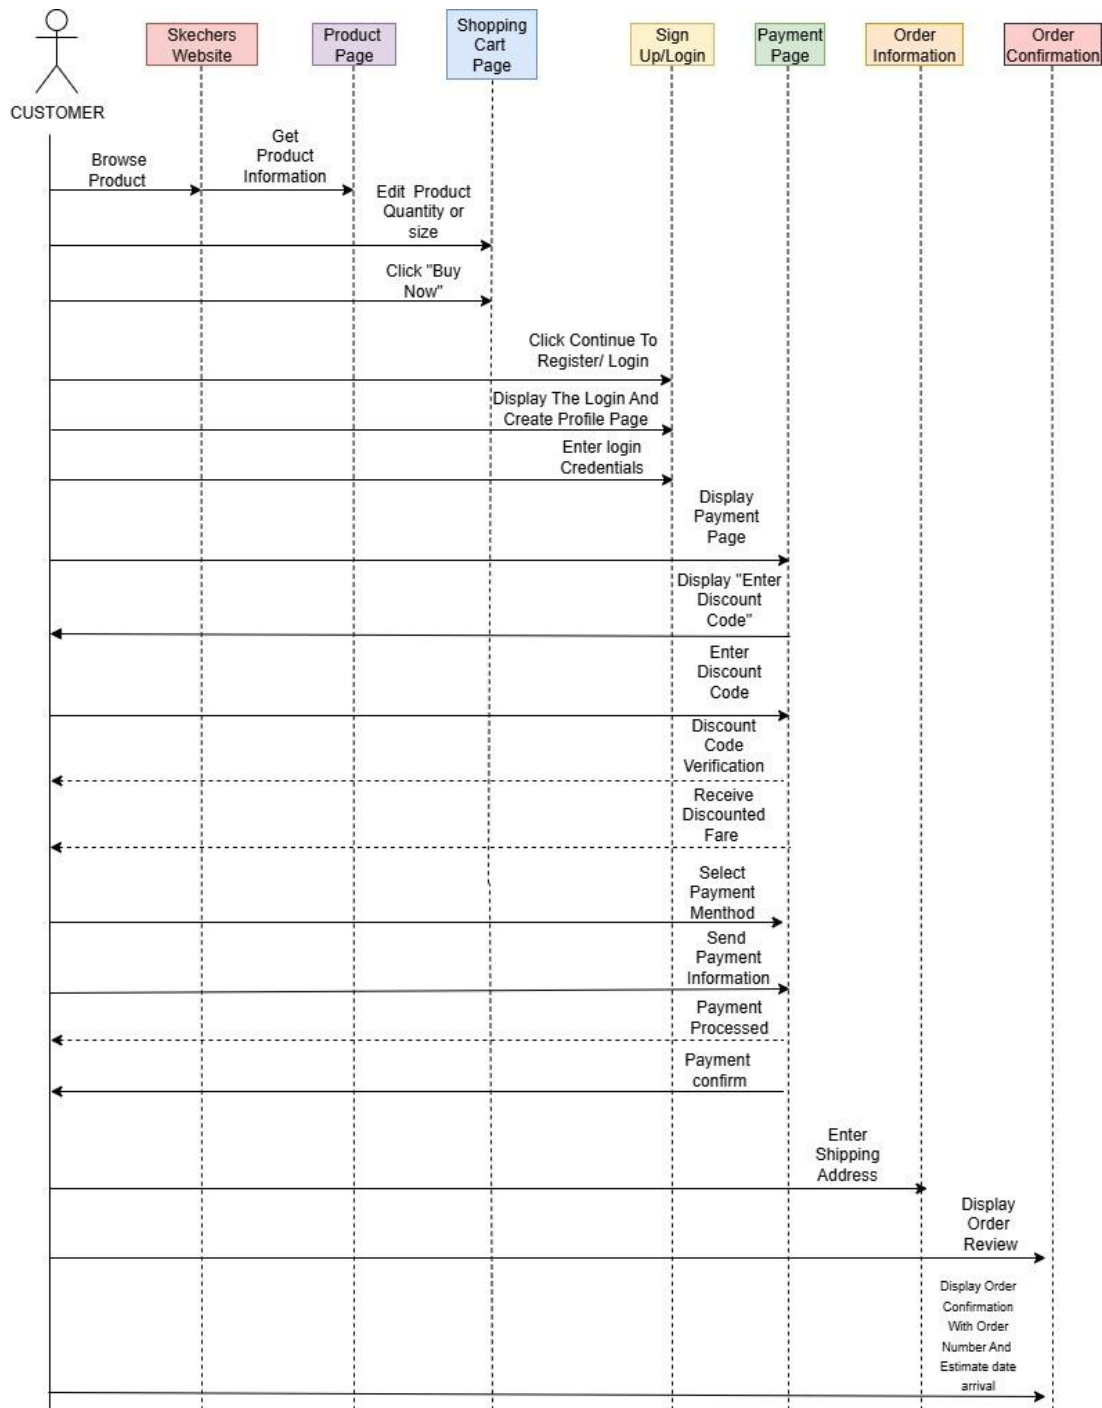 Skechers
Website
Product
Page
Shopping
Cart
Page
Sign
Up/Login
Payment
Page
Order
Information
Order
Confirmation
CUSTOMER
Browse
Product
Get
Product
Information
Edit Product
Quantity or
size
Click "Buy
Now"
Click Continue To
Register/ Login
Display The Login And
Create Profile Page
Enter login
Credentials
Display
Payment
Page
Display "Enter
Discount
Code"
Enter
Discount
Code
Discount
Code
Verification
Receive
Discounted
Fare
Select
Payment
Menthod
Send
Payment
Information
Payment
Processed
Payment
confirm
Enter
Shipping
Address
Display
Order
Review
Display Order
Confirmation
With Order
Number And
Estimate date
arrival